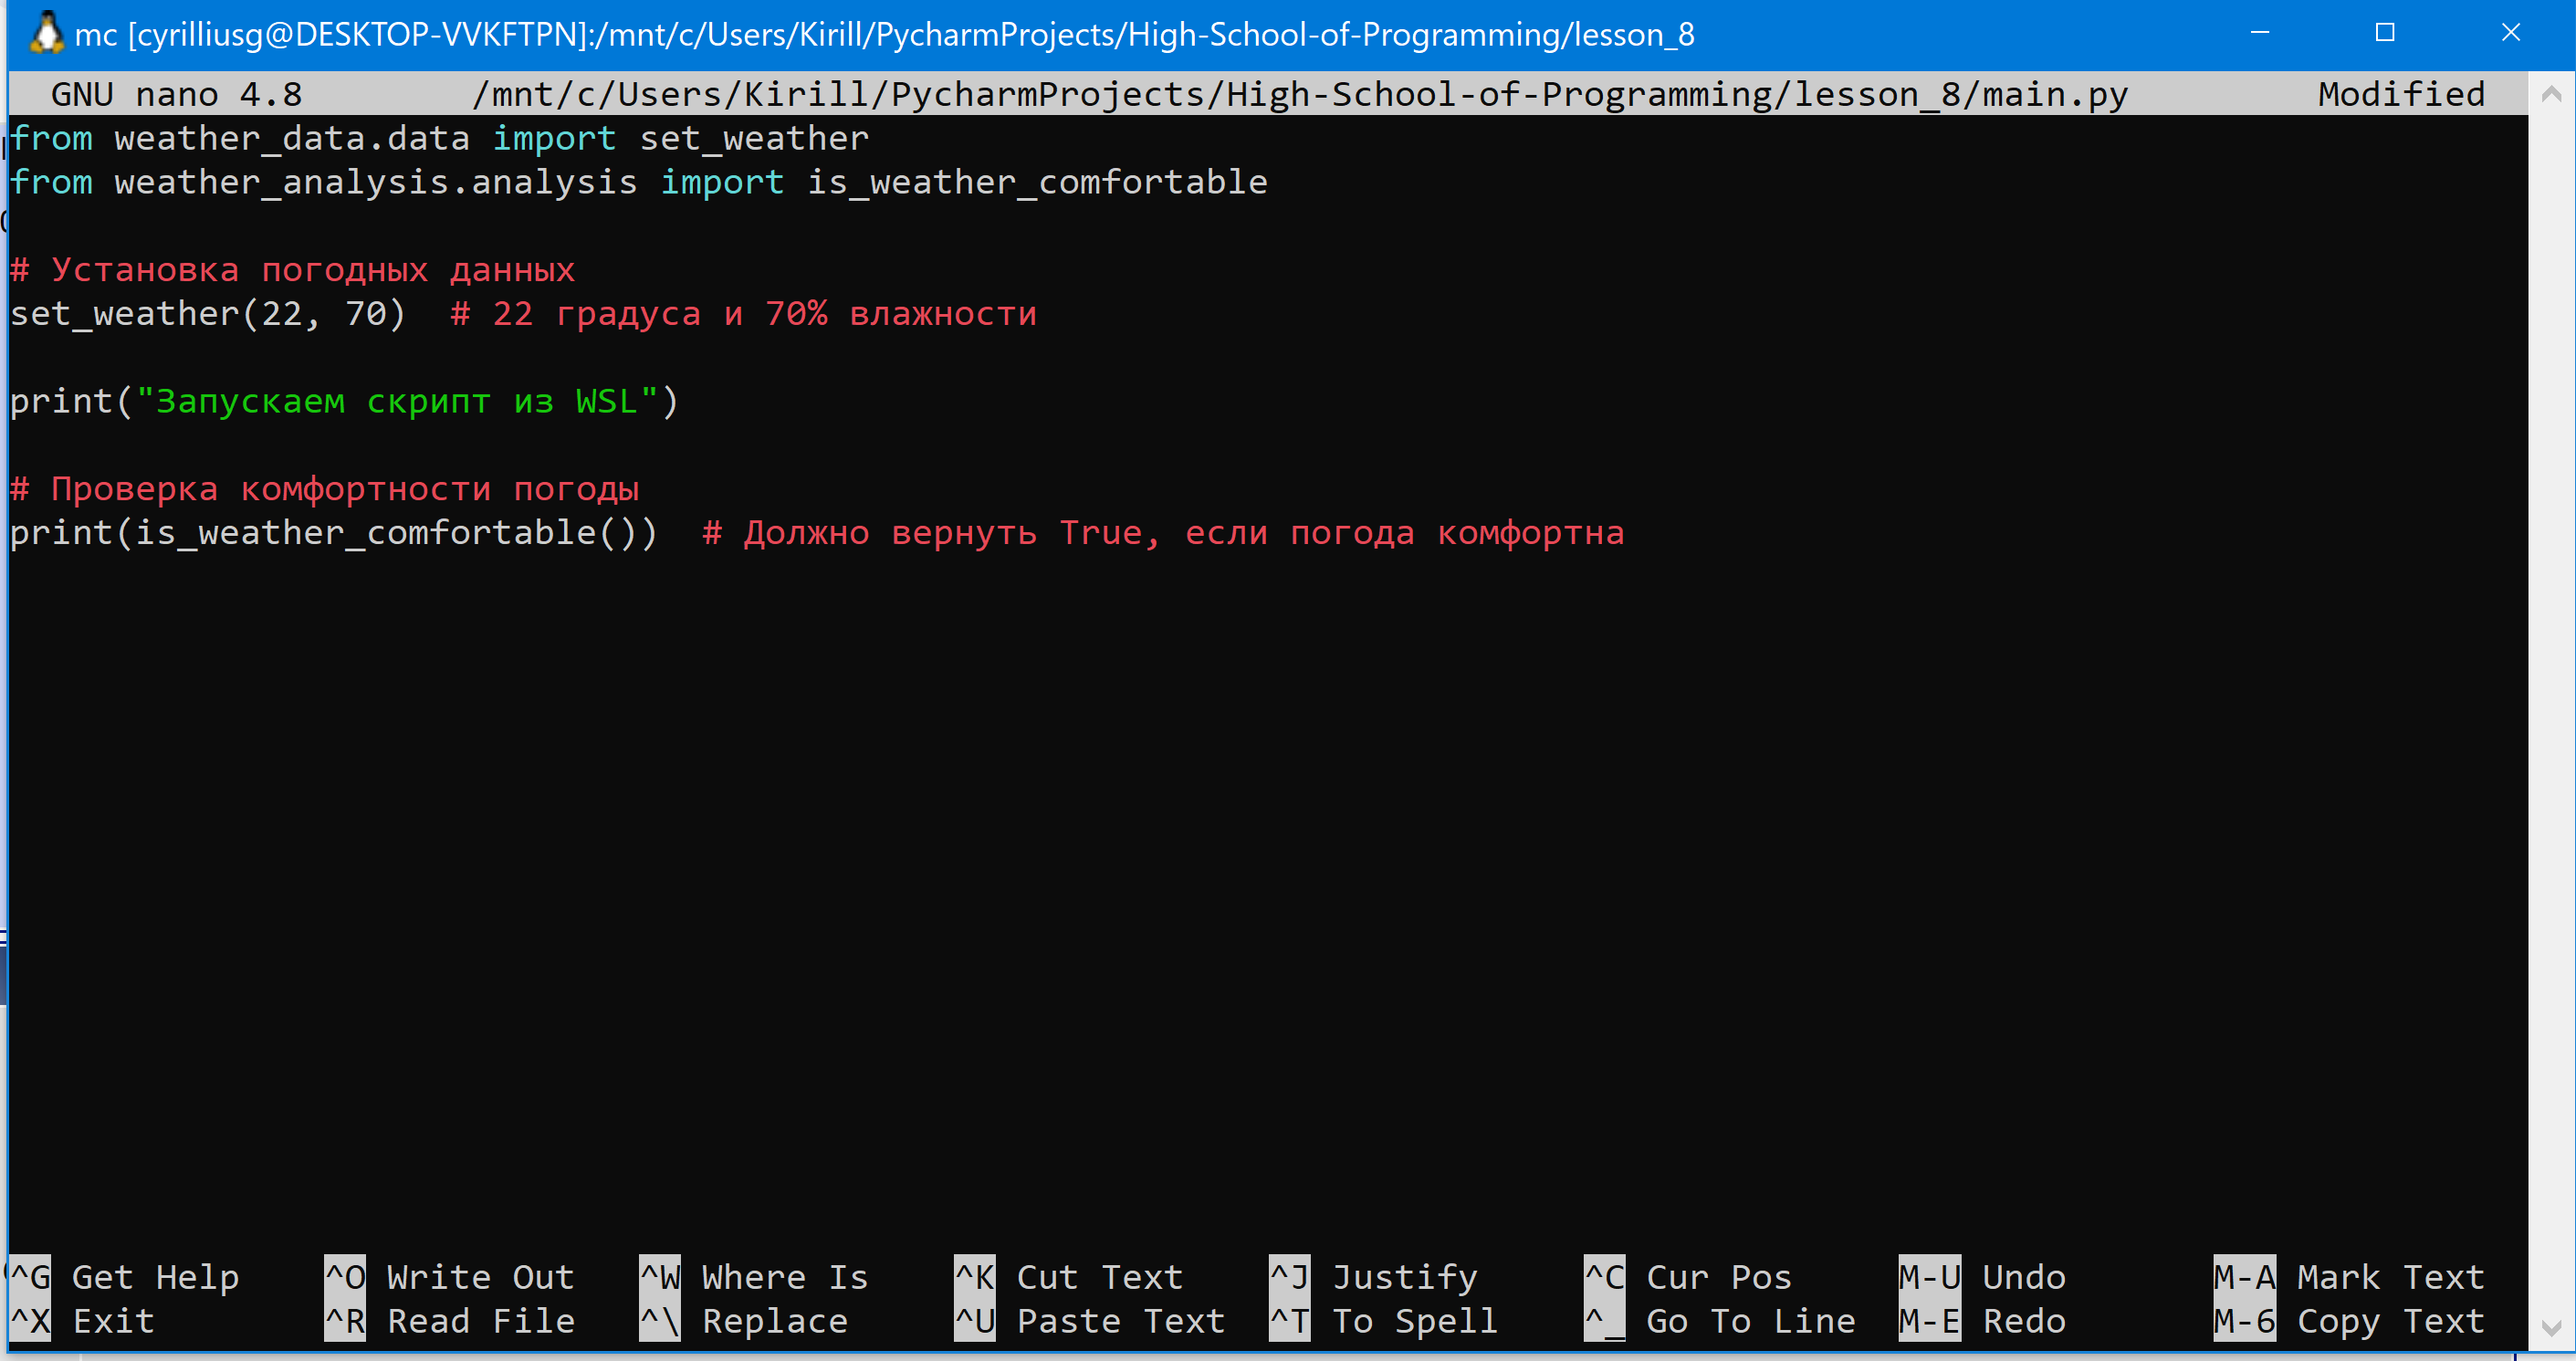 mc [cyrilliusg@DESKTOP-VVKFTPN]:/mnt/c/Users/Kirill/PycharmProjects/High-School-of-Programming/lesson_8
GNU nano 4.8 /mnt/c/Users/Kirill/PycharmProjects/High-School-of-Programming/lesson_8/main.py Modified
from weather_data.data import set_weather
from weather_analysis.analysis import is_weather_comfortable
# Установка погодных данных
set_weather(22, 70)  # 22 градуса и 70% влажности
print("Запускаем скрипт из WSL")
# Проверка комфортности погоды
print(is_weather_comfortable())  # Должно вернуть True, если погода комфортна
^G Get Help ^O Write Out ^W Where Is ^K Cut Text ^J Justify ^C Cur Pos M-U Undo M-A Mark Text
^X Exit ^R Read File ^\ Replace ^U Paste Text ^T To Spell ^_ Go To Line M-E Redo M-6 Copy Text